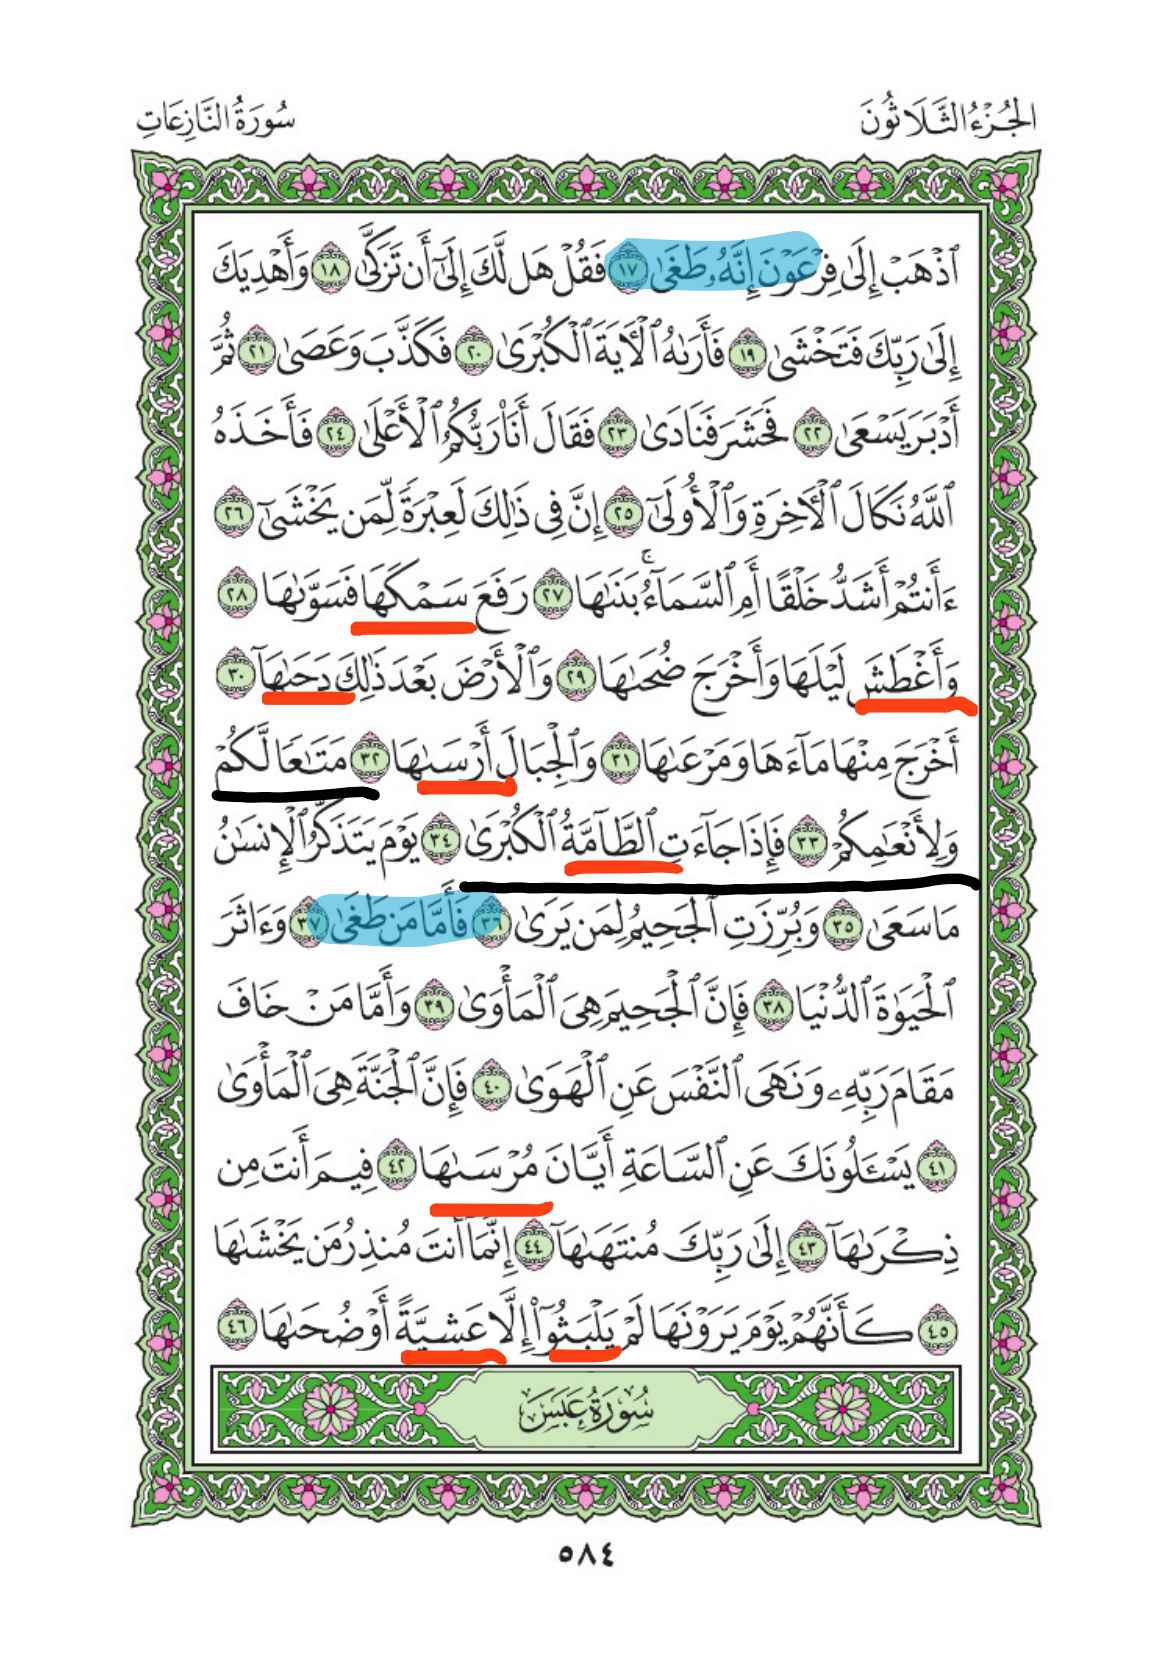 الجُزْءُ الثَّلَاثُونَ
سُورَةُ النَّازِعَاتِ
ٱذْهَبْ إِلَىٰ فِرْعَوْنَ إِنَّهُۥ طَغَىٰ ١٧ فَقُلْ هَل لَّكَ إِلَىٰٓ أَن تَزَكَّىٰ ١٨ وَأَهْدِيَكَ
إِلَىٰ رَبِّكَ فَتَخْشَىٰ ١٩ فَأَرَىٰهُ ٱلْأٓيَةَ ٱلْكُبْرَىٰ ٢٠ فَكَذَّبَ وَعَصَىٰ ٢١ ثُمَّ
أَدْبَرَ يَسْعَىٰ ٢٢ فَحَشَرَ فَنَادَىٰ ٢٣ فَقَالَ أَنَا۠ رَبُّكُمُ ٱلْأَعْلَىٰ ٢٤ فَأَخَذَهُ
ٱللَّهُ نَكَالَ ٱلْأٓخِرَةِ وَٱلْأُولَىٰٓ ٢٥ إِنَّ فِى ذَٰلِكَ لَعِبْرَةً لِّمَن يَخْشَىٰٓ ٢٦
ءَأَنتُمْ أَشَدُّ خَلْقًا أَمِ ٱلسَّمَآءُۚ بَنَىٰهَا ٢٧ رَفَعَ سَمْكَهَا فَسَوَّىٰهَا ٢٨
وَأَغْطَشَ لَيْلَهَا وَأَخْرَجَ ضُحَىٰهَا ٢٩ وَٱلْأَرْضَ بَعْدَ ذَٰلِكَ دَحَىٰهَآ ٣٠
أَخْرَجَ مِنْهَا مَآءَهَا وَمَرْعَىٰهَا ٣١ وَٱلْجِبَالَ أَرْسَىٰهَا ٣٢ مَتَٰعًا لَّكُمْ
وَلِأَنْعَٰمِكُمْ ٣٣ فَإِذَا جَآءَتِ ٱلطَّآمَّةُ ٱلْكُبْرَىٰ ٣٤ يَوْمَ يَتَذَكَّرُ ٱلْإِنسَٰنُ
مَا سَعَىٰ ٣٥ وَبُرِّزَتِ ٱلْجَحِيمُ لِمَن يَرَىٰ ٣٦ فَأَمَّا مَن طَغَىٰ ٣٧ وَءَاثَرَ
ٱلْحَيَوٰةَ ٱلدُّنْيَا ٣٨ فَإِنَّ ٱلْجَحِيمَ هِىَ ٱلْمَأْوَىٰ ٣٩ وَأَمَّا مَنْ خَافَ
مَقَامَ رَبِّهِۦ وَنَهَى ٱلنَّفْسَ عَنِ ٱلْهَوَىٰ ٤٠ فَإِنَّ ٱلْجَنَّةَ هِىَ ٱلْمَأْوَىٰ
٤١ يَسْـَٔلُونَكَ عَنِ ٱلسَّاعَةِ أَيَّانَ مُرْسَىٰهَا ٤٢ فِيمَ أَنتَ مِن
ذِكْرَىٰهَآ ٤٣ إِلَىٰ رَبِّكَ مُنتَهَىٰهَآ ٤٤ إِنَّمَآ أَنتَ مُنذِرُ مَن يَخْشَىٰهَا
٤٥ كَأَنَّهُمْ يَوْمَ يَرَوْنَهَا لَمْ يَلْبَثُوٓا۟ إِلَّا عَشِيَّةً أَوْ ضُحَىٰهَا ٤٦
سُورَةُ عَبَسَ
٥٨٤